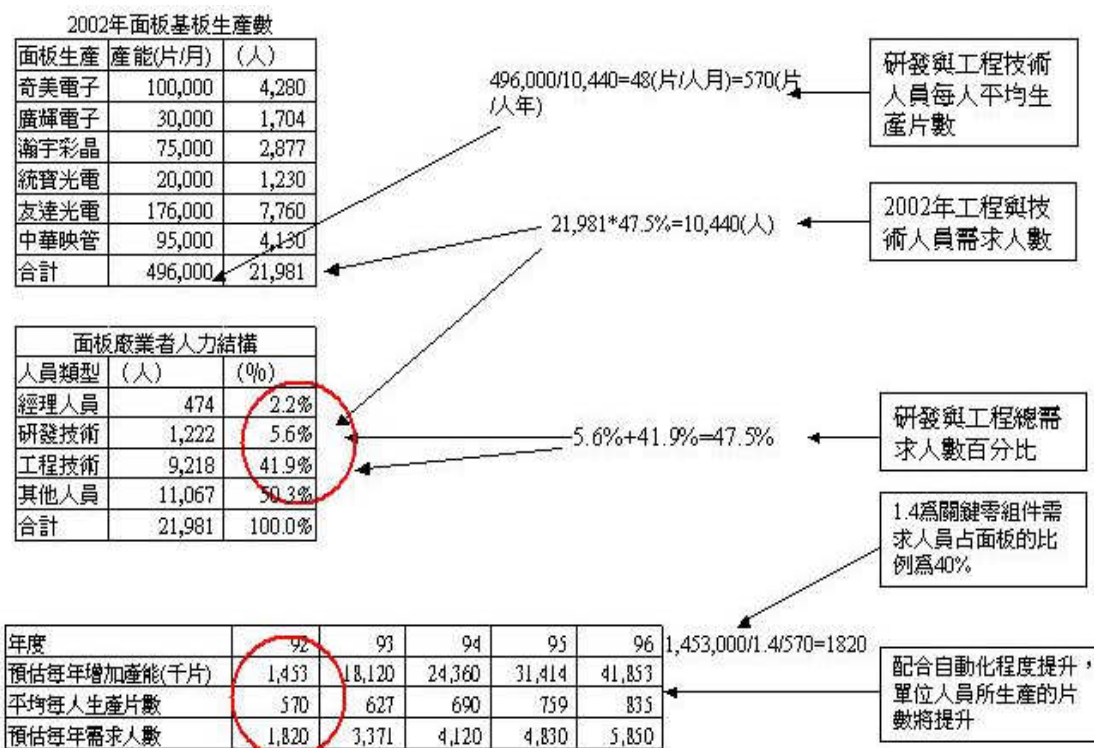 2002年面板基板生產數
面板生產 產能(片/月) （人）
奇美電子 100,000 4,280
廣輝電子 30,000 1,704
瀚宇彩晶 75,000 2,877
統寶光電 20,000 1,230
友達光電 176,000 7,760
中華映管 95,000 4,130
合計 496,000 21,981
496,000/10,440=48(片/人月)=570(片
/人年)
研發與工程技術
人員每人平均生
產片數
21,981*47.5%=10,440(人)
2002年工程與技
術人員需求人數
面板廠業者人力結構
人員類型 （人） (%)
經理人員 474 2.2%
研發技術 1,222 5.6%
工程技術 9,218 41.9%
其他人員 11,067 50.3%
合計 21,981 100.0%
5.6%+41.9%=47.5%
研發與工程總需
求人數百分比
1.4爲關鍵零組件需
求人員占面板的比
例爲40%
年度 92 93 94 95 96
預估每年增加產能(千片) 1,453 18,120 24,360 31,414 41,853
平均每人生產片數 570 627 690 759 835
預估每年需求人數 1,820 3,371 4,120 4,830 5,850
1,453,000/1.4/570=1820
配合自動化程度提升，
單位人員所生產的片
數將提升